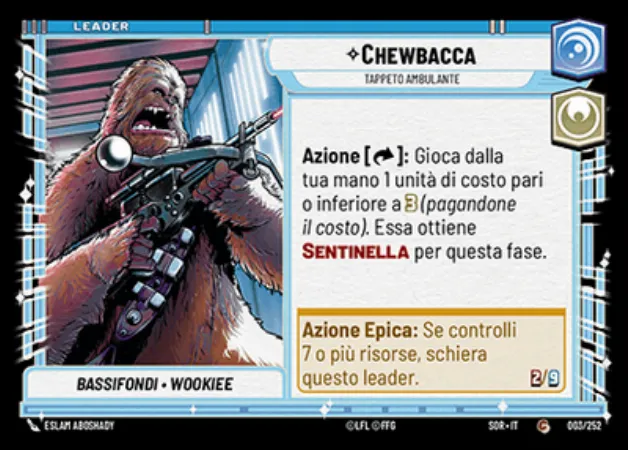 LEADER
CHEWBACCA
TAPPETO AMBULANTE
Azione [ ]: Gioca dalla
tua mano 1 unità di costo pari
o inferiore a 3 (pagandone
il costo). Essa ottiene
SENTINELLA per questa fase.
Azione Epica: Se controlli
7 o più risorse, schiera
questo leader.
2/9
BASSIFONDI • WOOKIEE
ESLAM ABOSHADY
©LFL ©FFG
SOR•IT
C
003/252